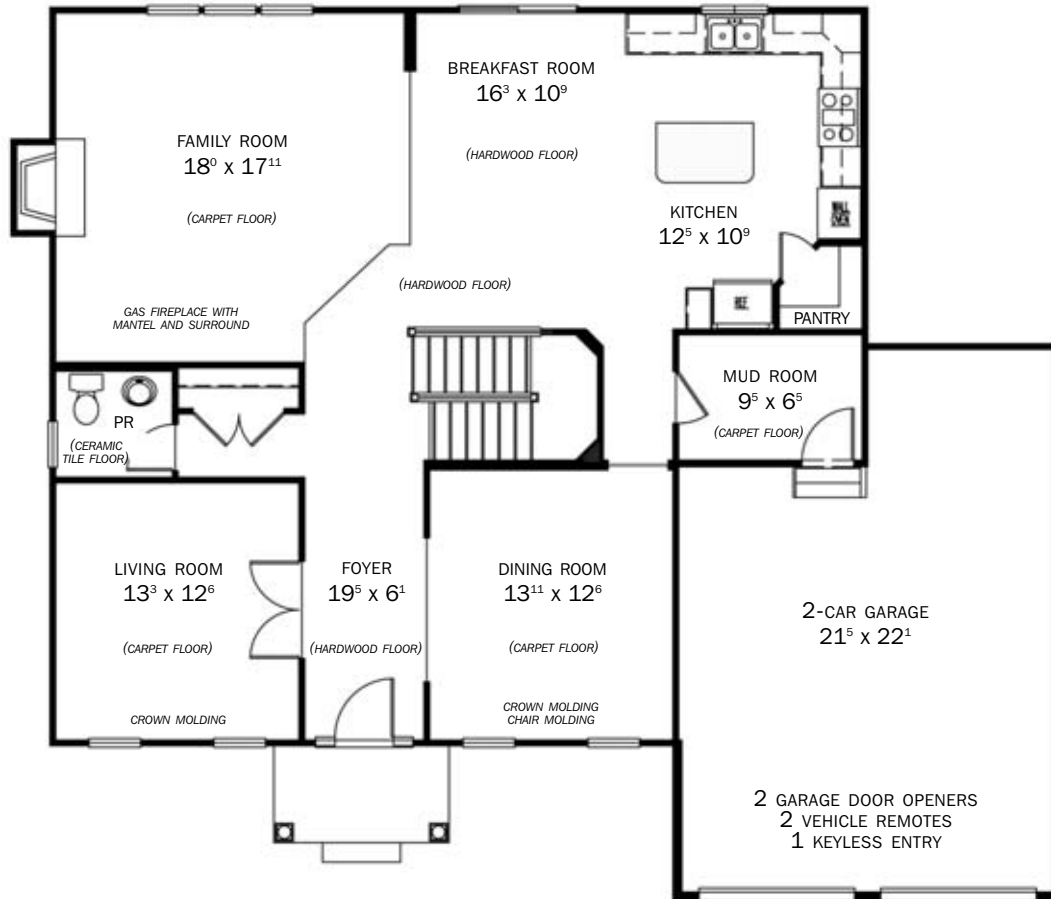 BREAKFAST ROOM
16³ x 10⁹
(HARDWOOD FLOOR)
FAMILY ROOM
18⁰ x 17¹¹
(CARPET FLOOR)
GAS FIREPLACE WITH
MANTEL AND SURROUND
KITCHEN
12⁵ x 10⁹
(HARDWOOD FLOOR)
WALL
OVEN
REF
PANTRY
MUD ROOM
9⁵ x 6⁵
(CARPET FLOOR)
PR
(CERAMIC
TILE FLOOR)
LIVING ROOM
13³ x 12⁶
(CARPET FLOOR)
CROWN MOLDING
FOYER
19⁵ x 6¹
(HARDWOOD FLOOR)
DINING ROOM
13¹¹ x 12⁶
(CARPET FLOOR)
CROWN MOLDING
CHAIR MOLDING
2-CAR GARAGE
21⁵ x 22¹
2 GARAGE DOOR OPENERS
2 VEHICLE REMOTES
1 KEYLESS ENTRY